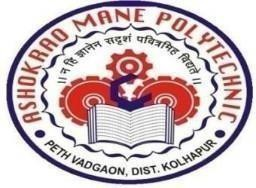 ASHOKRAO MANE POLYTECHNIC
॥ न हि ज्ञानेन सदृशं पवित्रमिह विद्यते ॥
PETH VADGAON, DIST. KOLHAPUR